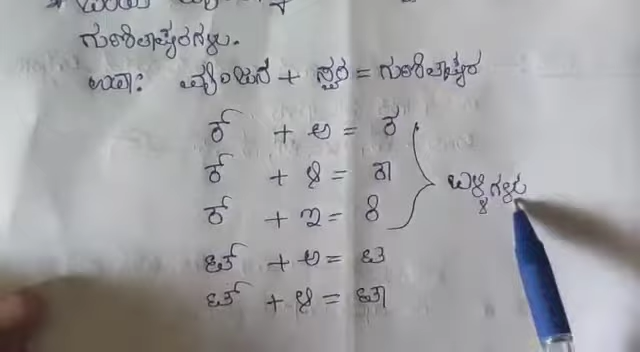 ಗುಣಿತಾಕ್ಷರಗಳು.
ಉದಾ: ವ್ಯಂಜನ + ಸ್ವರ = ಗುಣಿತಾಕ್ಷರ
ಕ್ + ಅ = ಕ
ಕ್ + ಆ = ಕಾ
ಕ್ + ಇ = ಕಿ
ಬಳ್ಳಿಗಳು
ಚ್ + ಅ = ಚ
ಚ್ + ಆ = ಚಾ